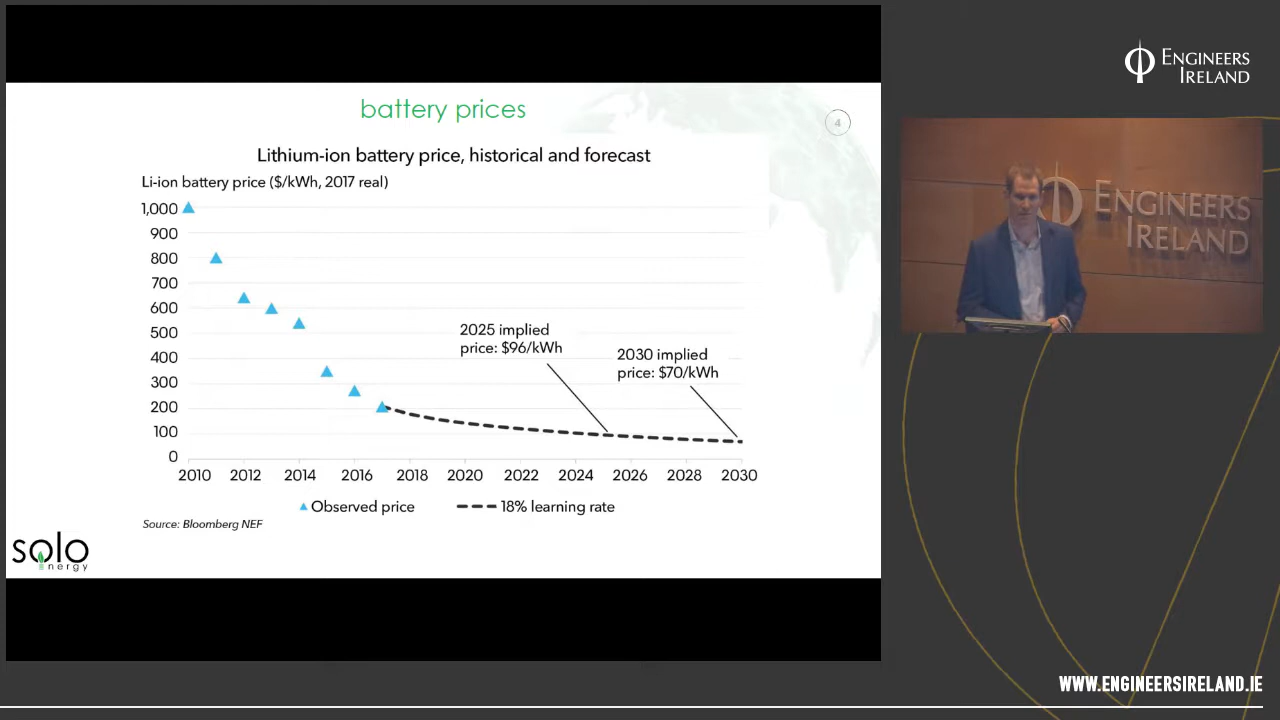 battery prices
4
Lithium-ion battery price, historical and forecast
Li-ion battery price ($/kWh, 2017 real)
1,000
900
800
700
600
500
400
300
200
100
0
2025 implied
price: $96/kWh
2030 implied
price: $70/kWh
2010 2012 2014 2016 2018 2020 2022 2024 2026 2028 2030
Observed price
18% learning rate
Source: Bloomberg NEF
solo
energy
ENGINEERS
IRELAND
ENGINEERS
IRELAND
WWW.ENGINEERSIRELAND.IE